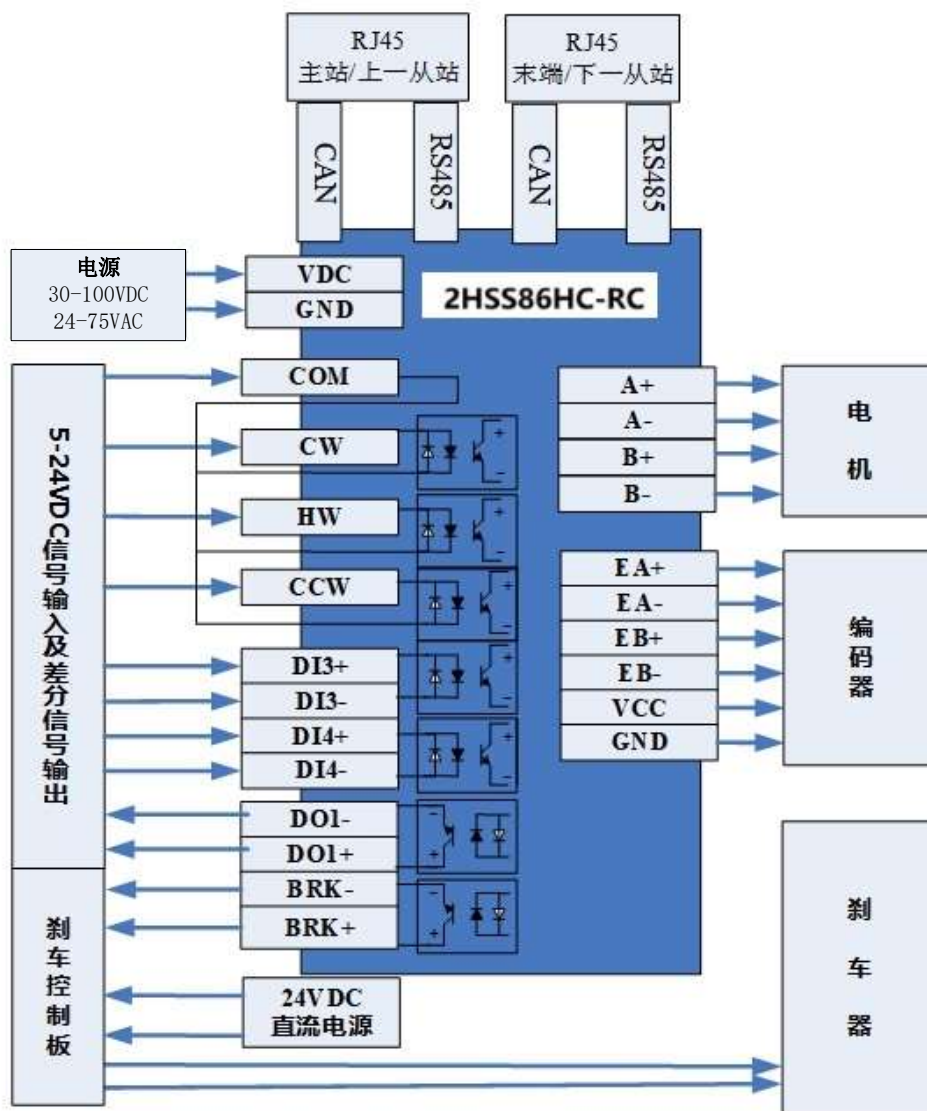 RJ45
主站/上一从站
RJ45
末端/下一从站
CAN
RS485
CAN
RS485
电源
30-100VDC
24-75VAC
VDC
GND
2HSS86HC-RC
5-24VDC信号输入及差分信号输出
COM
CW
HW
CCW
DI3+
DI3-
DI4+
DI4-
DO1-
DO1+
BRK-
BRK+
+
-
+
-
+
-
+
-
+
-
-
+
-
+
A+
A-
B+
B-
电机
EA+
EA-
EB+
EB-
VCC
GND
编码器
刹车控制板
24VDC
直流电源
刹车器